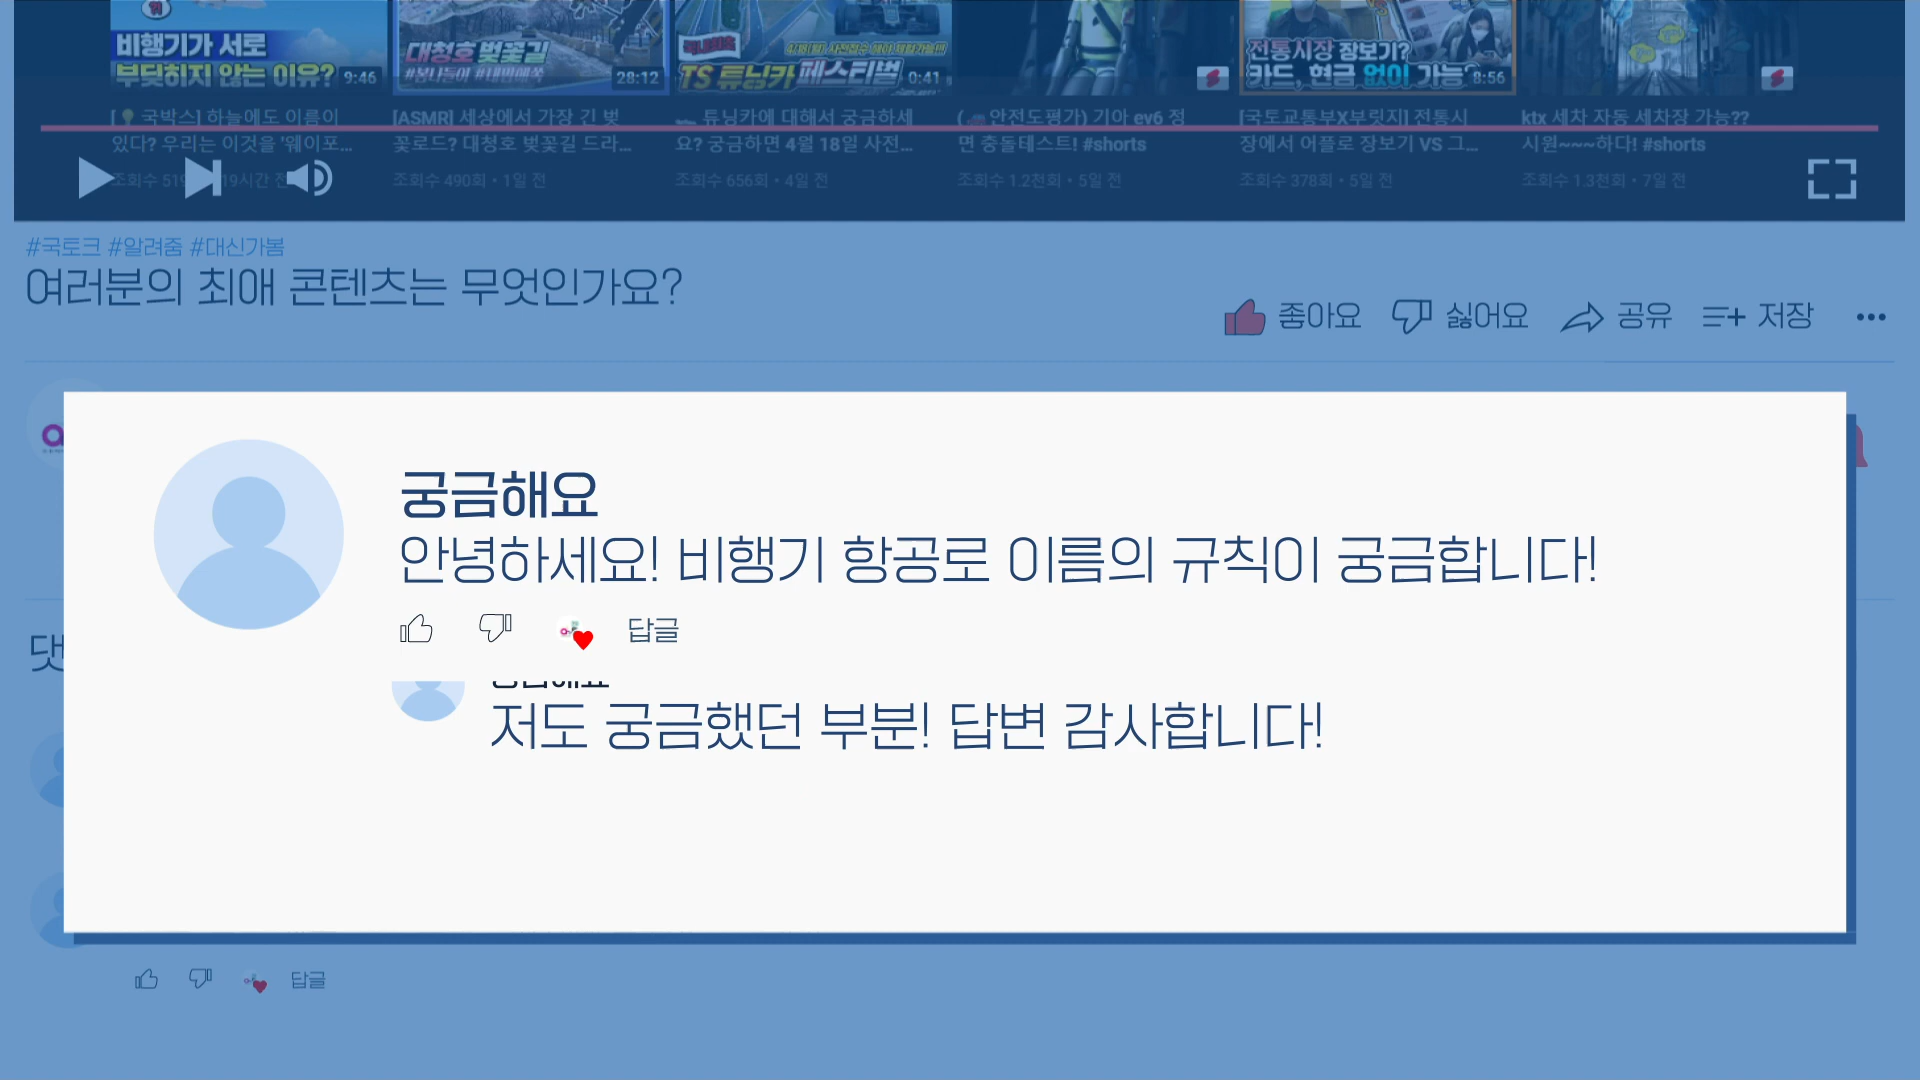 비행기가 서로
부딪히지 않는 이유?
9:46
대청호 벚꽃길
28:12
TS 튜닝카 페스티벌
0:41
전통시장 장보기?
카드, 현금 없이 가능?
8:56
국박스] 하늘에도 이름이
있다? 우리는 이것을 '웨이포...
[ASMR] 세상에서 가장 긴 벚
꽃로드? 대청호 벚꽃길 드라...
조회수 490회 • 1일 전
튜닝카에 대해서 궁금하세
요? 궁금하면 4월 18일 사전...
조회수 656회 • 4일 전
안전도평가) 기아 ev6 정
면 충돌테스트! #shorts
조회수 1.2천회 • 5일 전
[국토교통부X부릿지] 전통시
장에서 어플로 장보기 VS 그...
조회수 378회 • 5일 전
ktx 세차 자동 세차장 가능??
시원~~~하다! #shorts
조회수 1.3천회 • 7일 전
#국토크 #알려줌 #대신가봄
여러분의 최애 콘텐츠는 무엇인가요?
좋아요 싫어요 공유 저장
궁금해요
안녕하세요! 비행기 항공로 이름의 규칙이 궁금합니다!
답글
저도 궁금했던 부분! 답변 감사합니다!
답글